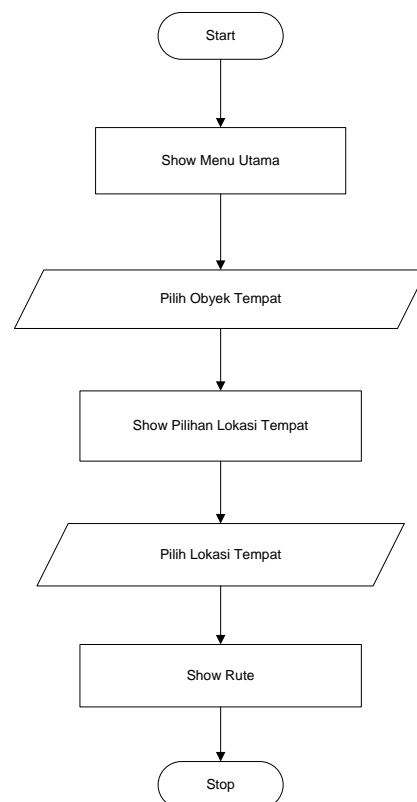 Start
Show Menu Utama
Pilih Obyek Tempat
Show Pilihan Lokasi Tempat
Pilih Lokasi Tempat
Show Rute
Stop